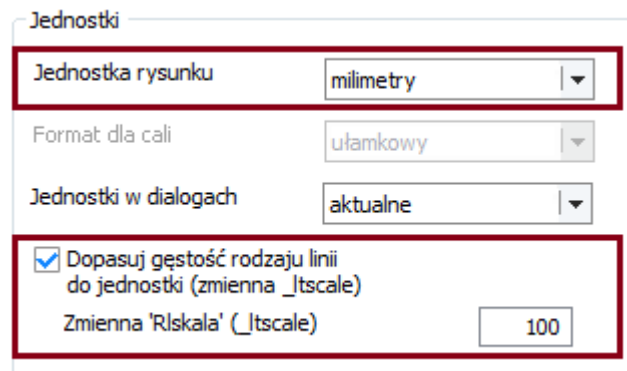 Jednostki
Jednostka rysunku milimetry
Format dla cali ułamkowy
Jednostki w dialogach aktualne
Dopasuj gęstość rodzaju linii
do jednostki (zmienna _ltscale)
Zmienna 'Rlskala' (_ltscale) 100